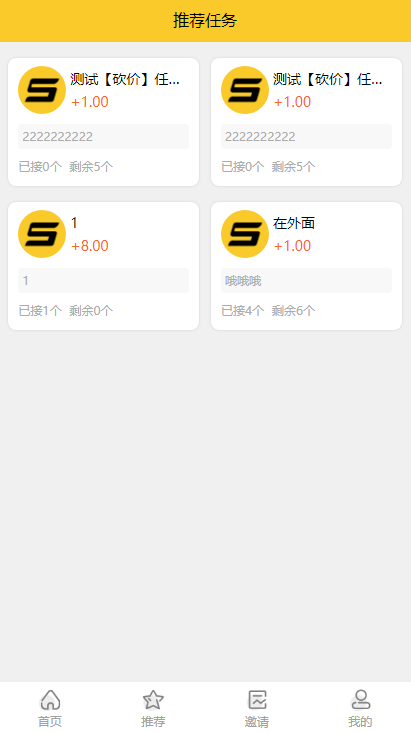 推荐任务
测试【砍价】任...
+1.00
2222222222
已接0个 剩余5个
测试【砍价】任...
+1.00
2222222222
已接0个 剩余5个
1
+8.00
1
已接1个 剩余0个
在外面
+1.00
哦哦哦
已接4个 剩余6个
首页
推荐
邀请
我的